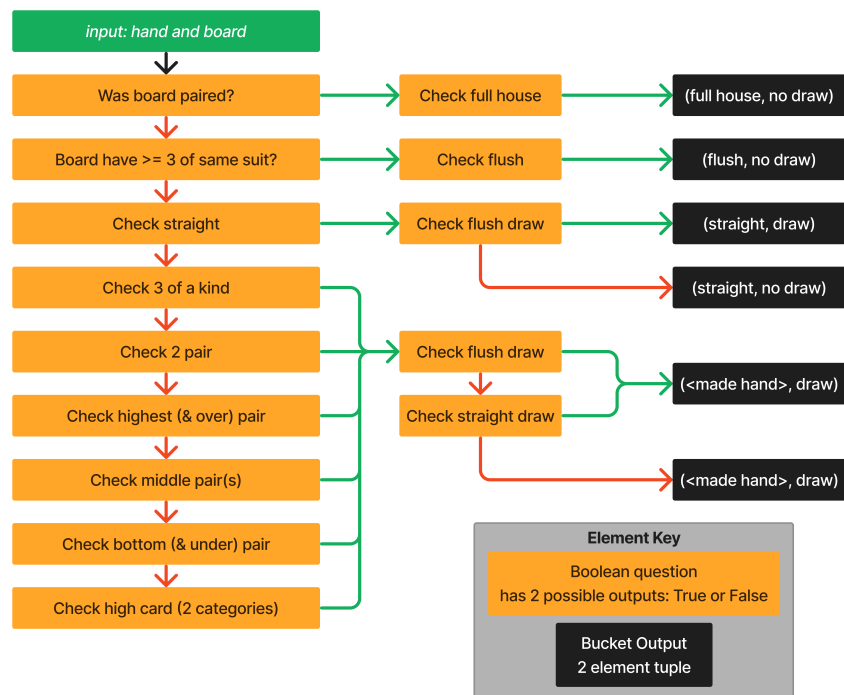 input: hand and board
Was board paired?
Check full house
(full house, no draw)
Board have >= 3 of same suit?
Check flush
(flush, no draw)
Check straight
Check flush draw
(straight, draw)
Check 3 of a kind
(straight, no draw)
Check 2 pair
Check flush draw
(<made hand>, draw)
Check highest (& over) pair
Check straight draw
Check middle pair(s)
(<made hand>, draw)
Check bottom (& under) pair
Check high card (2 categories)
Element Key
Boolean question
has 2 possible outputs: True or False
Bucket Output
2 element tuple